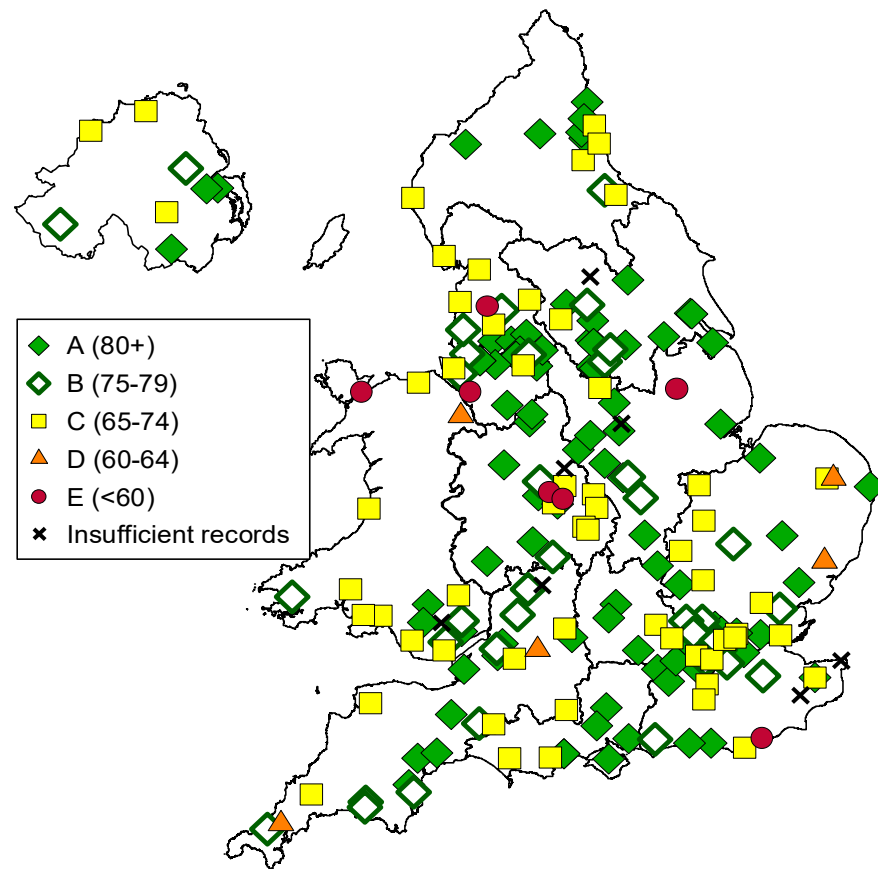 A (80+)
B (75-79)
C (65-74)
D (60-64)
E (<60)
Insufficient records